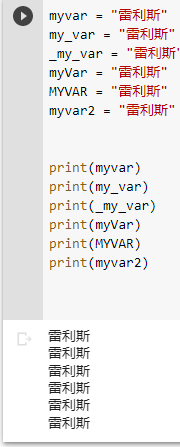 myvar = "雷利斯"
my_var = "雷利斯"
_my_var = "雷利斯"
myVar = "雷利斯"
MYVAR = "雷利斯"
myvar2 = "雷利斯"
print(myvar)
print(my_var)
print(_my_var)
print(myVar)
print(MYVAR)
print(myvar2)
雷利斯
雷利斯
雷利斯
雷利斯
雷利斯
雷利斯